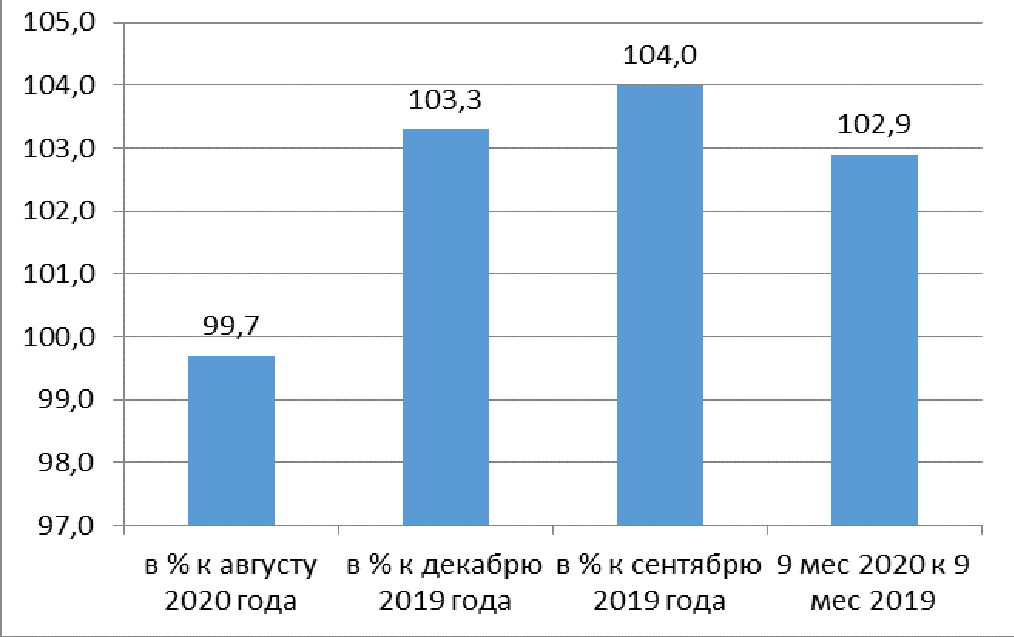 105,0
104,0
103,0
102,0
101,0
100,0
99,0
98,0
97,0
99,7
103,3
104,0
102,9
в % к августу
2020 года
в % к декабрю
2019 года
в % к сентябрю
2019 года
9 мес 2020 к 9
мес 2019